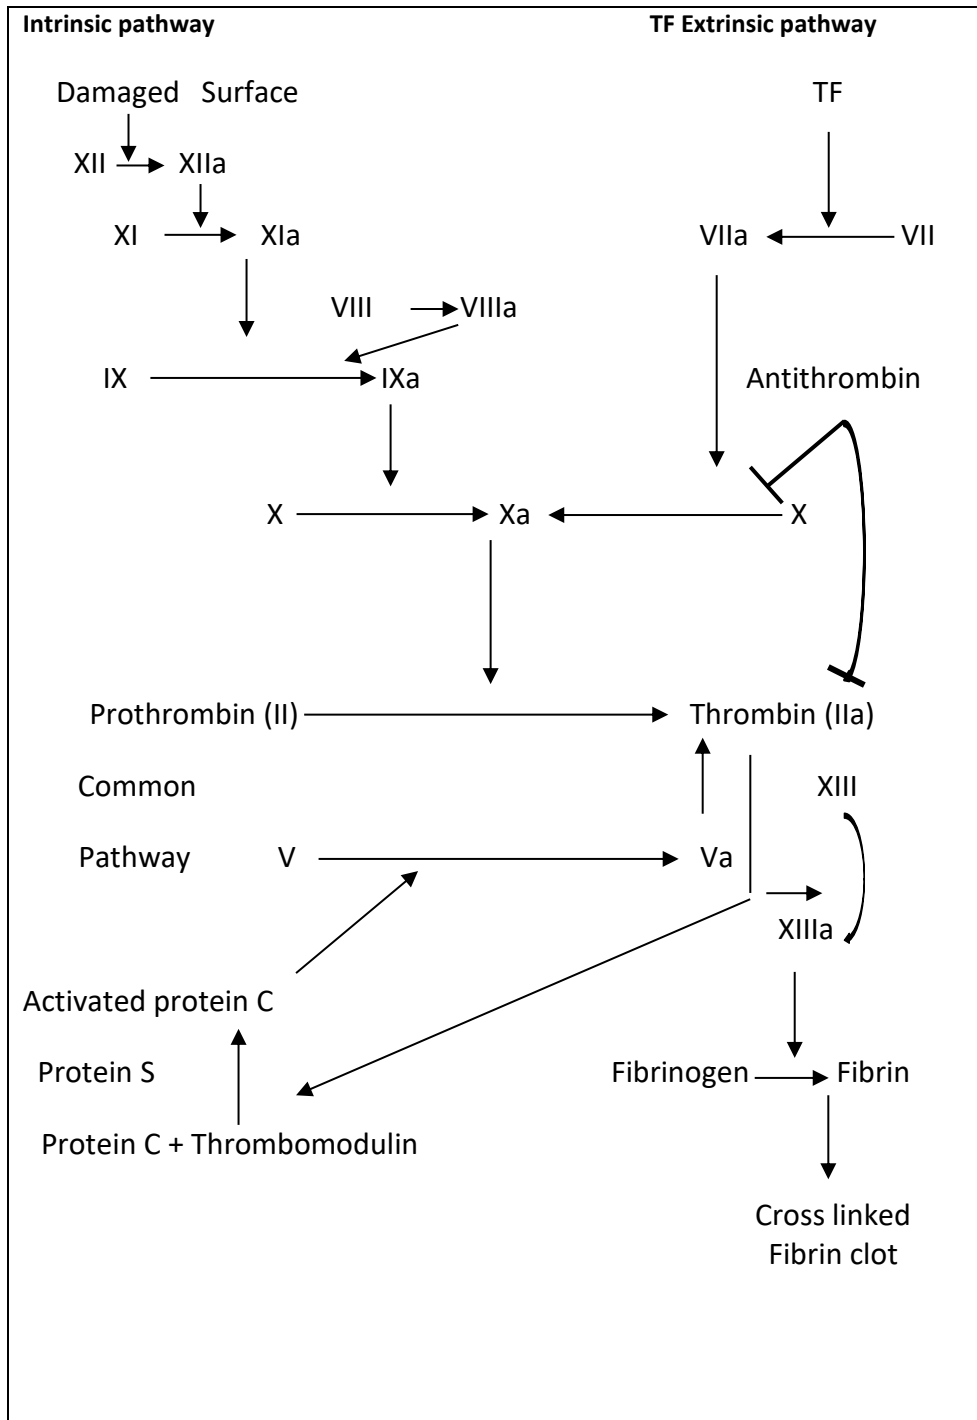 Intrinsic pathway TF Extrinsic pathway
Damaged Surface TF
XII XIIa
XI XIa VIIa VII
VIII VIIIa
IX IXa Antithrombin
X Xa X
Prothrombin (II) Thrombin (IIa)
Common XIII
Pathway V Va
XIIIa
Activated protein C
Protein S Fibrinogen Fibrin
Protein C + Thrombomodulin
Cross linked
Fibrin clot